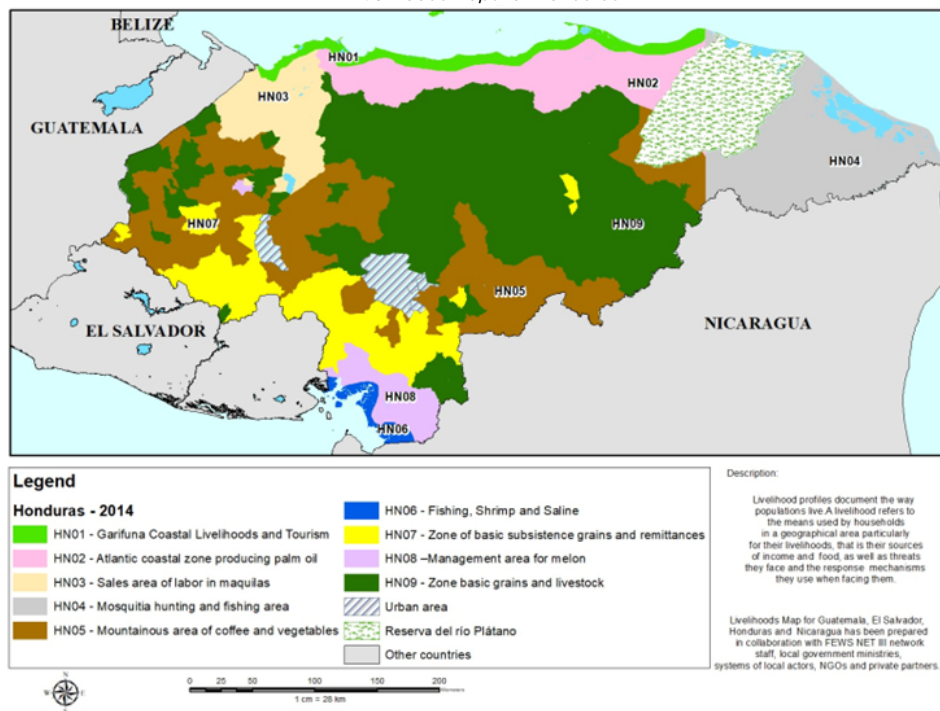 BELIZE
HN01
HN02
HN03
GUATEMALA
HN04
HN07
HN09
HN05
EL SALVADOR
NICARAGUA
HN08
HN06
Legend
Honduras - 2014
HN01 - Garifuna Coastal Livelihoods and Tourism
HN02 - Atlantic coastal zone producing palm oil
HN03 - Sales area of labor in maquilas
HN04 - Mosquitia hunting and fishing area
HN05 - Mountainous area of coffee and vegetables
HN06 - Fishing, Shrimp and Saline
HN07 - Zone of basic subsistence grains and remittances
HN08 –Management area for melon
HN09 - Zone basic grains and livestock
Urban area
Reserva del río Plátano
Other countries
Description:
Livelihood profiles document the way
populations live.A livelihood refers to
the means used by households
in a geographical area particularly
for their livelihoods, that is their sources
of income and food, as well as threats
they face and the response mechanisms
they use when facing them.
Livelihoods Map for Guatemala, El Salvador,
Honduras and Nicaragua has been prepared
in collaboration with FEWS NET III network
staff, local government ministries,
systems of local actors, NGOs and private partners.
N
W E
S
0 25 50 100 150 200
Kilometers
1 cm = 26 km